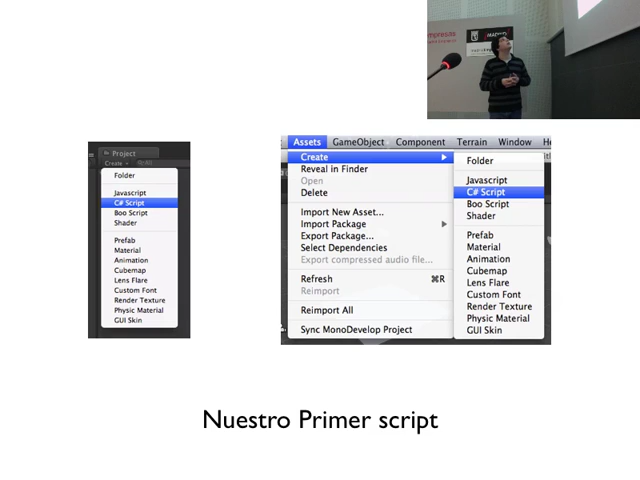 empresas
Project
Create
All
Folder
Javascript
C# Script
Boo Script
Shader
Prefab
Material
Animation
Cubemap
Lens Flare
Custom Font
Render Texture
Physic Material
GUI Skin
Assets GameObject Component Terrain Window He
Create
Reveal in Finder
Open
Delete
Import New Asset...
Import Package
Export Package...
Select Dependencies
Export compressed audio file...
Refresh ⌘R
Reimport
Reimport All
Sync MonoDevelop Project
Folder
Javascript
C# Script
Boo Script
Shader
Prefab
Material
Animation
Cubemap
Lens Flare
Custom Font
Render Texture
Physic Material
GUI Skin
Nuestro Primer script